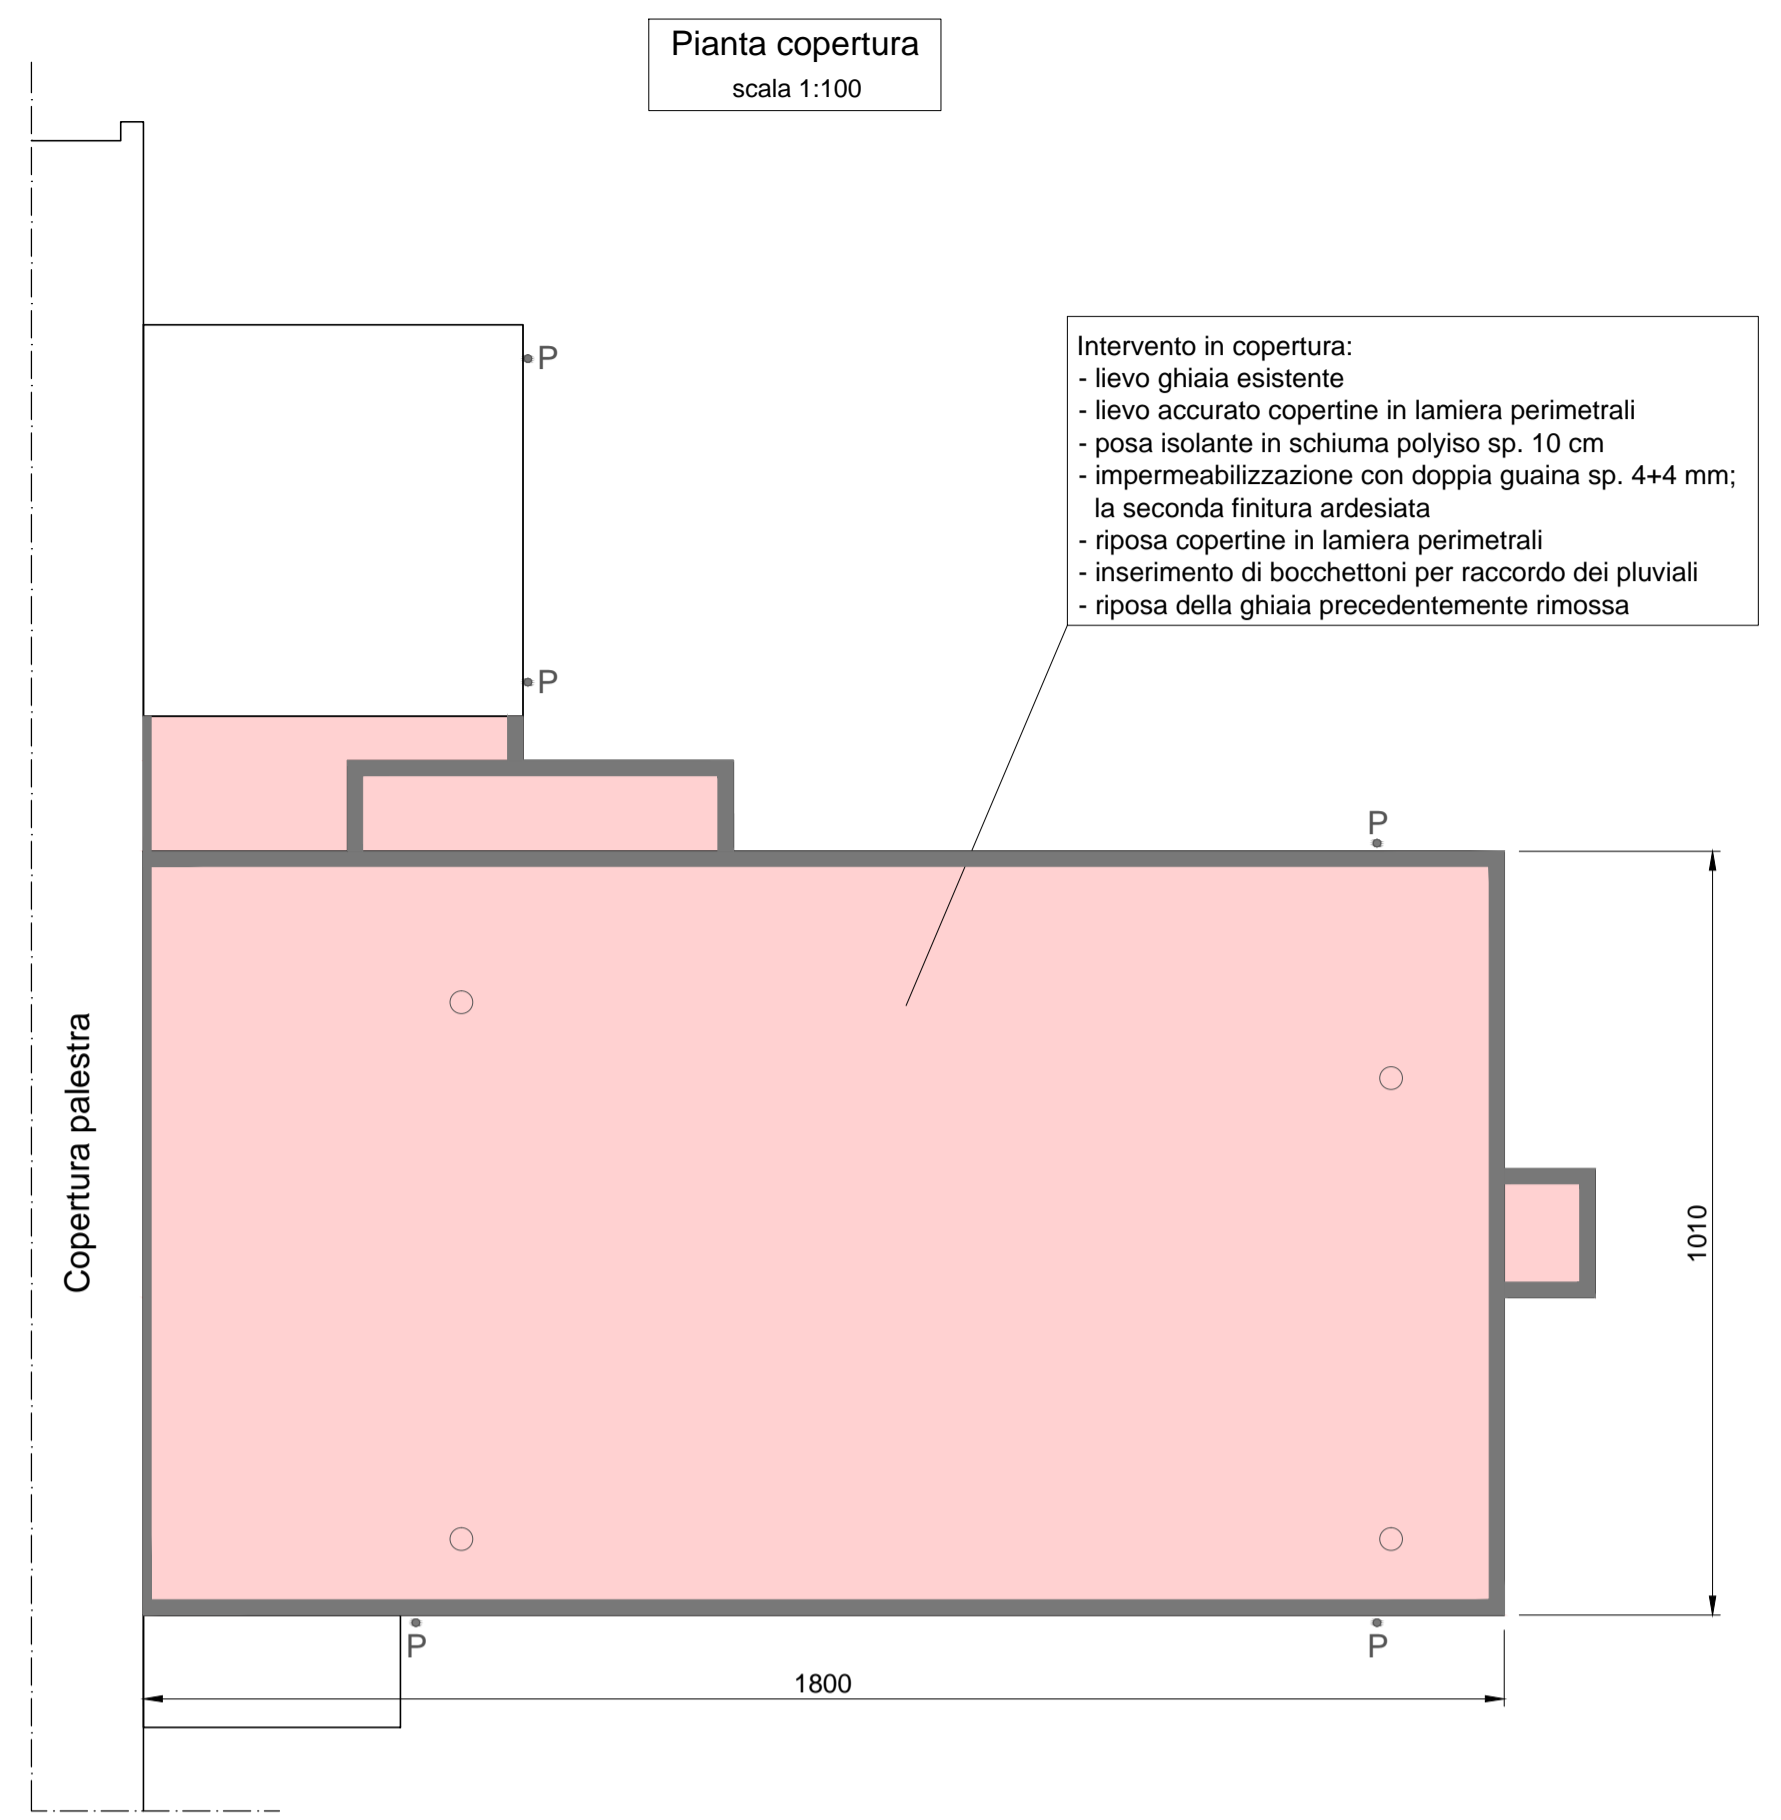 Pianta copertura
scala 1:100
Intervento in copertura:
- lievo ghiaia esistente
- lievo accurato copertine in lamiera perimetrali
- posa isolante in schiuma polyiso sp. 10 cm
- impermeabilizzazione con doppia guaina sp. 4+4 mm;
la seconda finitura ardesiata
- riposa copertine in lamiera perimetrali
- inserimento di bocchettoni per raccordo dei pluviali
- riposa della ghiaia precedentemente rimossa
P
P
P
Copertura palestra
1010
P
P
1800